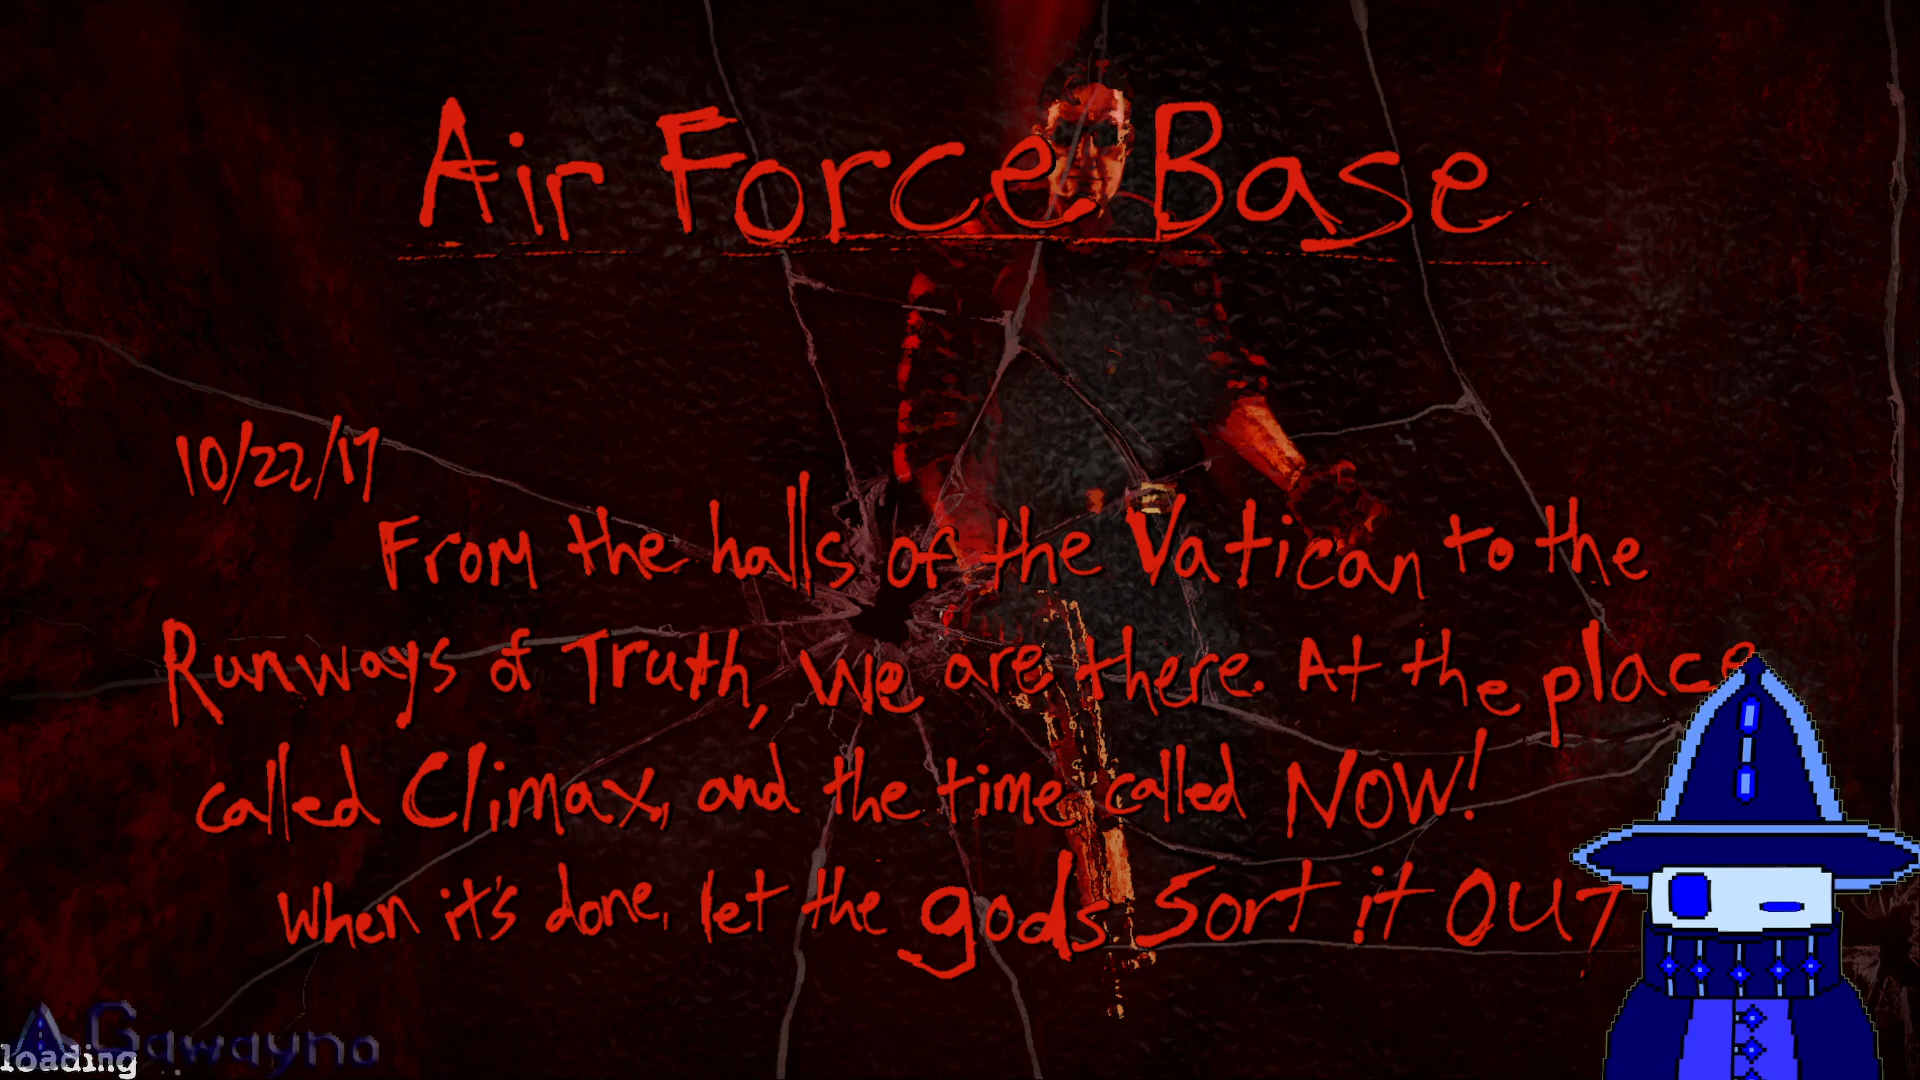 Air Force Base
10/22/17
From the halls of the Vatican to the
Runways of Truth, we are there. At the place
called Climax, and the time called NOW!
When it's done, let the gods Sort it OUT
Gawayno
loading